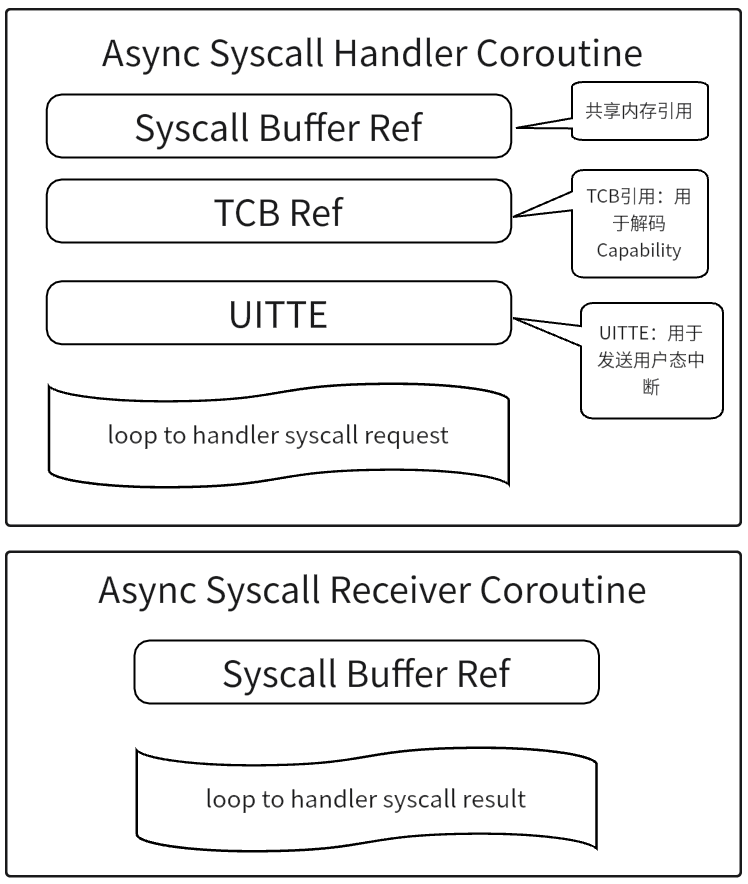 Async Syscall Handler Coroutine
Syscall Buffer Ref
共享内存引用
TCB Ref
TCB引用：用
于解码
Capability
UITTE
UITTE：用于
发送用户态中
断
loop to handler syscall request
Async Syscall Receiver Coroutine
Syscall Buffer Ref
loop to handler syscall result